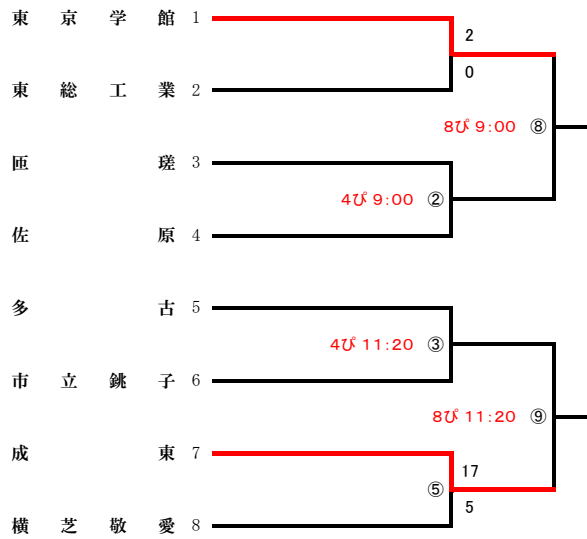 東京学館 1
2
0
東総工業 2
8ぴ 9:00 ⑧
匝瑳 3
4ぴ 9:00 ②
佐原 4
多古 5
4ぴ 11:20 ③
市立銚子 6
8ぴ 11:20 ⑨
成東 7
17
⑤
5
横芝敬愛 8